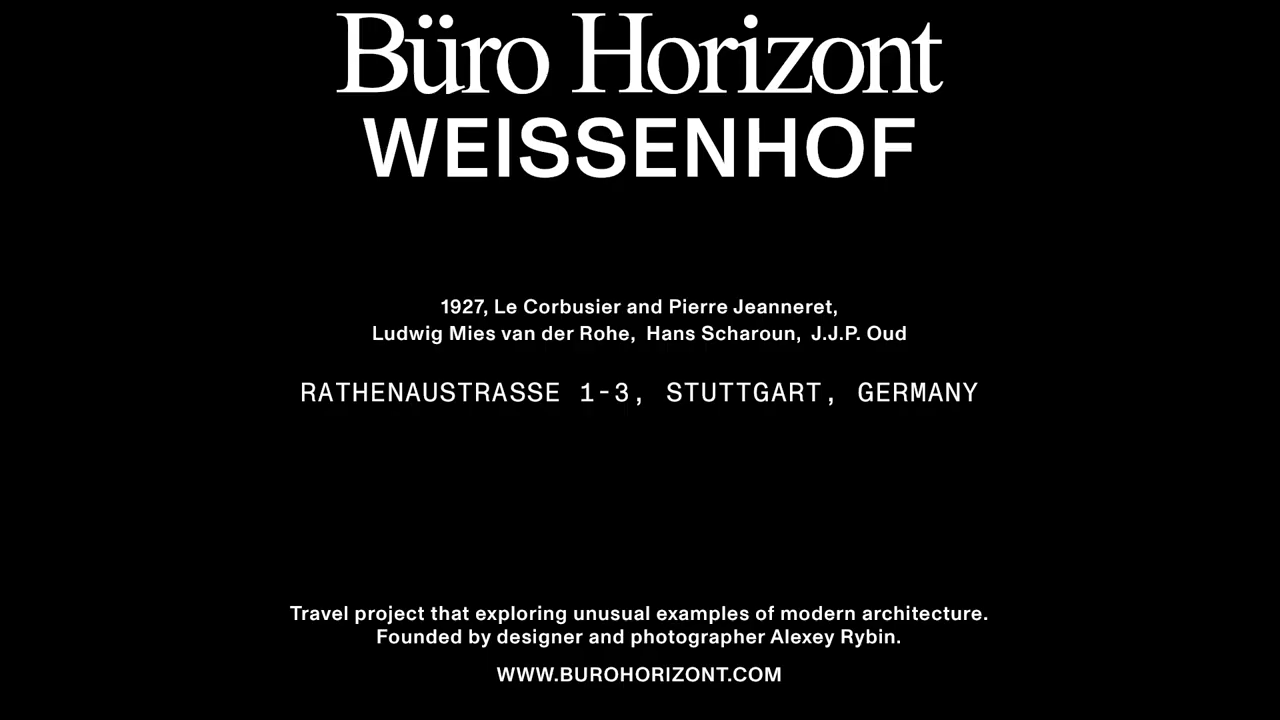 Büro Horizont
WEISSENHOF
1927, Le Corbusier and Pierre Jeanneret,
Ludwig Mies van der Rohe, Hans Scharoun, J.J.P. Oud
RATHENAUSTRASSE 1-3, STUTTGART, GERMANY
Travel project that exploring unusual examples of modern architecture.
Founded by designer and photographer Alexey Rybin.
WWW.BUROHORIZONT.COM